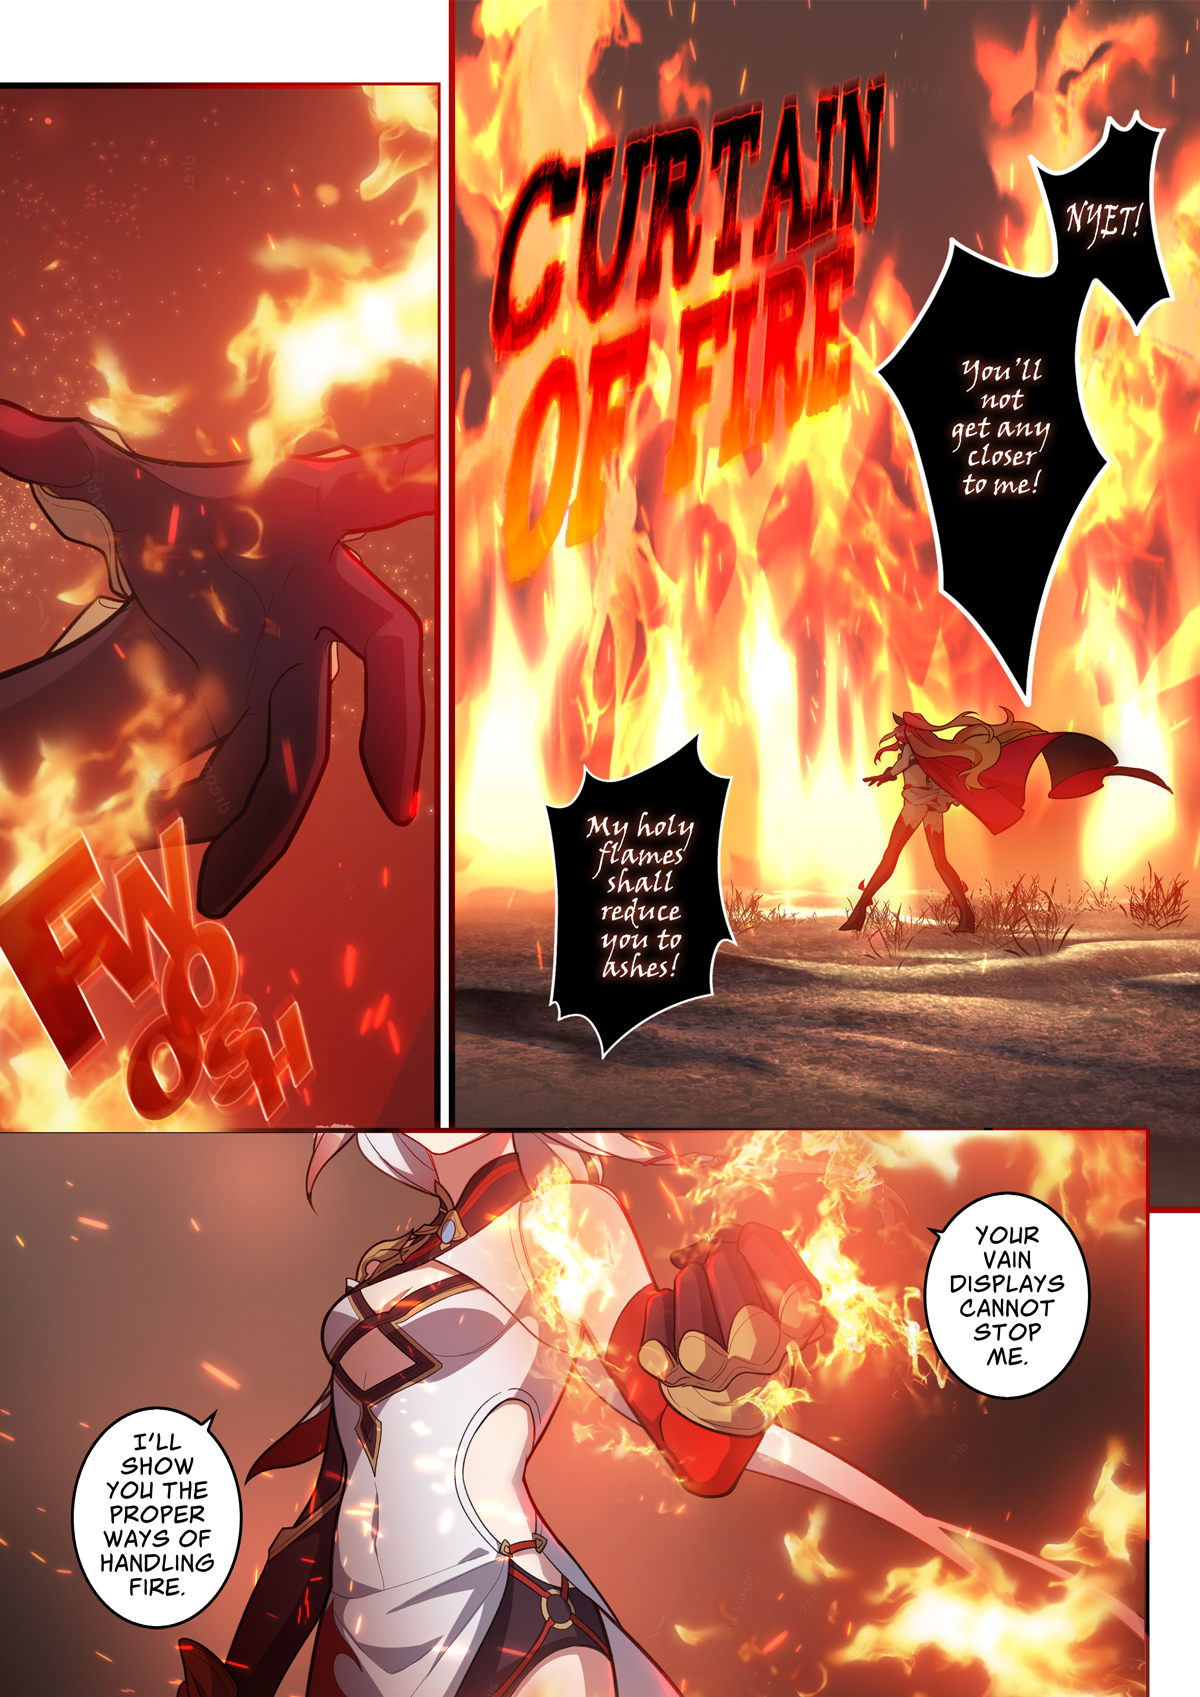 NYET!
You'll
not
get any
closer
to me!
CURTAIN
OF FIRE
My holy
flames
shall
reduce
you to
ashes!
FWOOSH
YOUR
VAIN
DISPLAYS
CANNOT
STOP
ME.
I'LL
SHOW
YOU THE
PROPER
WAYS OF
HANDLING
FIRE.